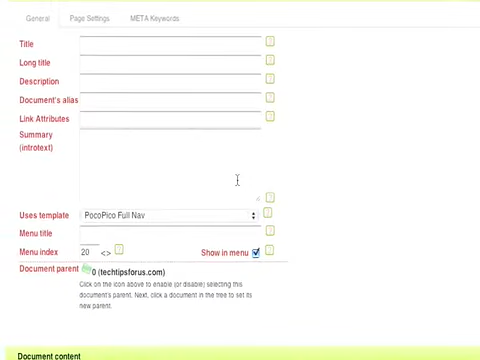 General Page Settings META Keywords
Title ?
Long title ?
Description ?
Document's alias ?
Link Attributes ?
Summary
(introtext)
?
Uses template PocoPico Full Nav ?
Menu title ?
Menu index 20 <> ? Show in menu ?
Document parent 0 (techtipsforus.com)
Click on the icon above to enable (or disable) selecting this
document's parent. Next, click a document in the tree to set its
new parent.
Document content